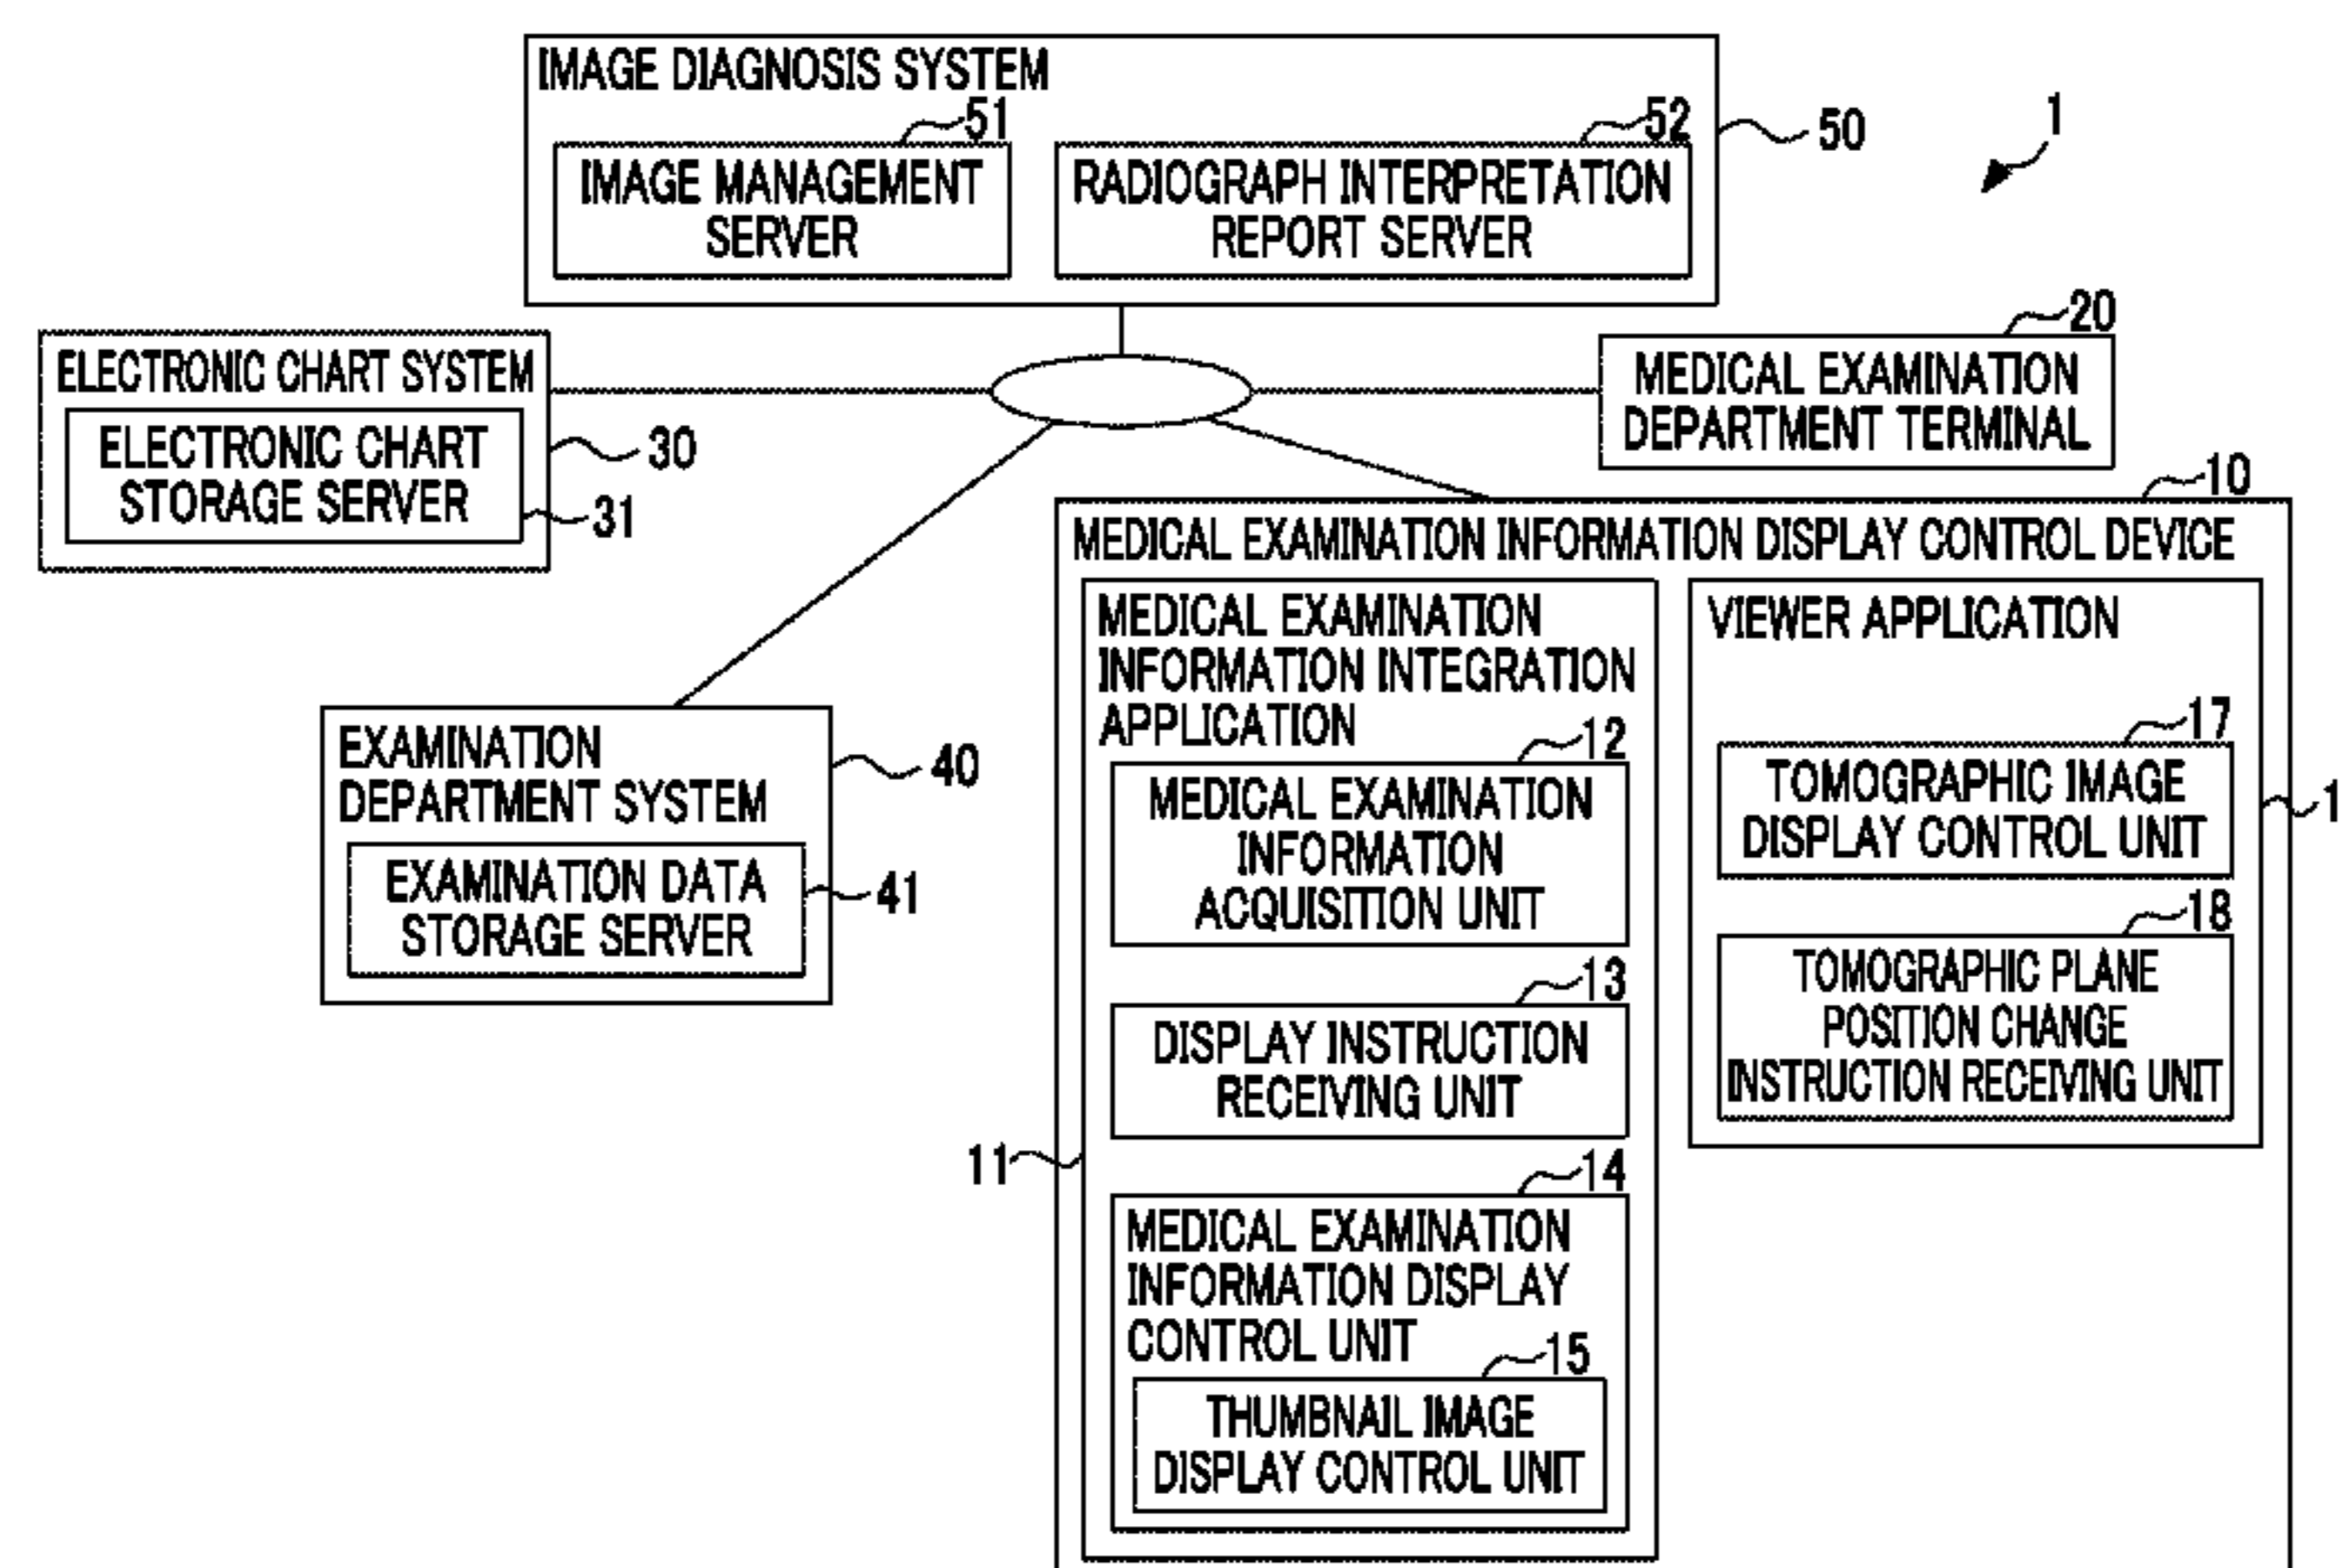 IMAGE DIAGNOSIS SYSTEM
51
IMAGE MANAGEMENT
SERVER
52
RADIOGRAPH INTERPRETATION
REPORT SERVER
50
1
ELECTRONIC CHART SYSTEM
ELECTRONIC CHART
STORAGE SERVER
30
31
20
MEDICAL EXAMINATION
DEPARTMENT TERMINAL
10
MEDICAL EXAMINATION INFORMATION DISPLAY CONTROL DEVICE
EXAMINATION
DEPARTMENT SYSTEM
40
EXAMINATION DATA
STORAGE SERVER
41
MEDICAL EXAMINATION
INFORMATION INTEGRATION
APPLICATION
12
MEDICAL EXAMINATION
INFORMATION
ACQUISITION UNIT
13
DISPLAY INSTRUCTION
RECEIVING UNIT
11
14
MEDICAL EXAMINATION
INFORMATION DISPLAY
CONTROL UNIT
15
THUMBNAIL IMAGE
DISPLAY CONTROL UNIT
VIEWER APPLICATION
17
TOMOGRAPHIC IMAGE
DISPLAY CONTROL UNIT
1
18
TOMOGRAPHIC PLANE
POSITION CHANGE
INSTRUCTION RECEIVING UNIT